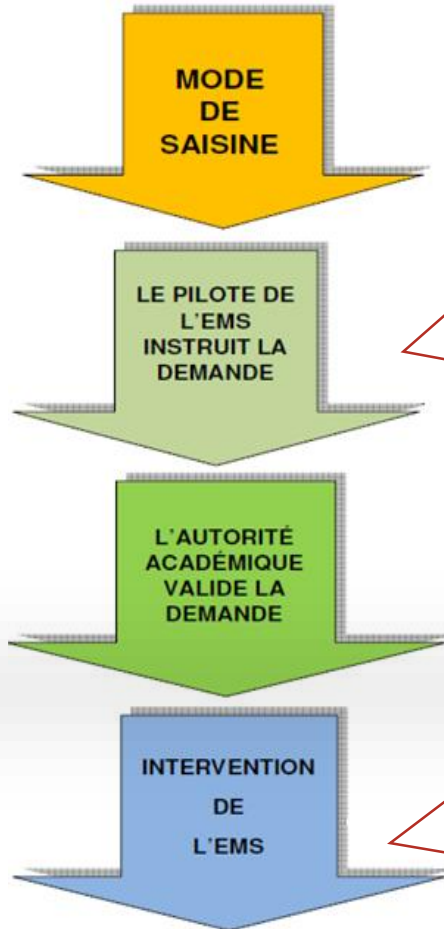 MODE
DE
SAISINE
LE PILOTE DE
L'EMS
INSTRUIT LA
DEMANDE
L'AUTORITÉ
ACADÉMIQUE
VALIDE LA
DEMANDE
INTERVENTION
DE
L'EMS